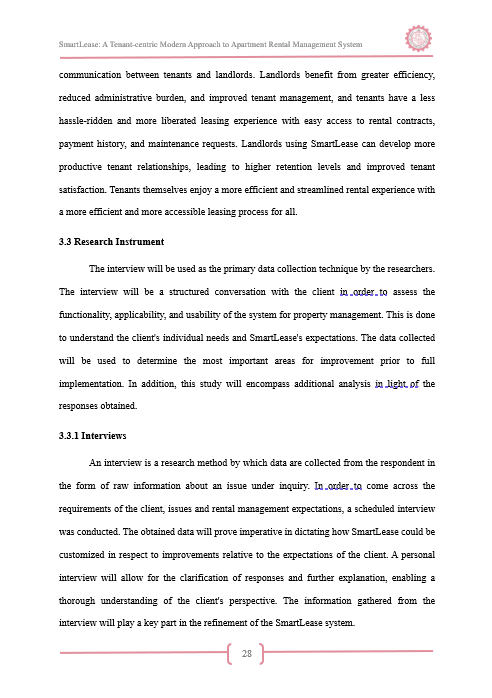 SmartLease: A Tenant-centric Modern Approach to Apartment Rental Management System
communication between tenants and landlords. Landlords benefit from greater efficiency,
reduced administrative burden, and improved tenant management, and tenants have a less
hassle-ridden and more liberated leasing experience with easy access to rental contracts,
payment history, and maintenance requests. Landlords using SmartLease can develop more
productive tenant relationships, leading to higher retention levels and improved tenant
satisfaction. Tenants themselves enjoy a more efficient and streamlined rental experience with
a more efficient and more accessible leasing process for all.
3.3 Research Instrument
The interview will be used as the primary data collection technique by the researchers.
The interview will be a structured conversation with the client in order to assess the
functionality, applicability, and usability of the system for property management. This is done
to understand the client's individual needs and SmartLease's expectations. The data collected
will be used to determine the most important areas for improvement prior to full
implementation. In addition, this study will encompass additional analysis in light of the
responses obtained.
3.3.1 Interviews
An interview is a research method by which data are collected from the respondent in
the form of raw information about an issue under inquiry. In order to come across the
requirements of the client, issues and rental management expectations, a scheduled interview
was conducted. The obtained data will prove imperative in dictating how SmartLease could be
customized in respect to improvements relative to the expectations of the client. A personal
interview will allow for the clarification of responses and further explanation, enabling a
thorough understanding of the client's perspective. The information gathered from the
interview will play a key part in the refinement of the SmartLease system.
28